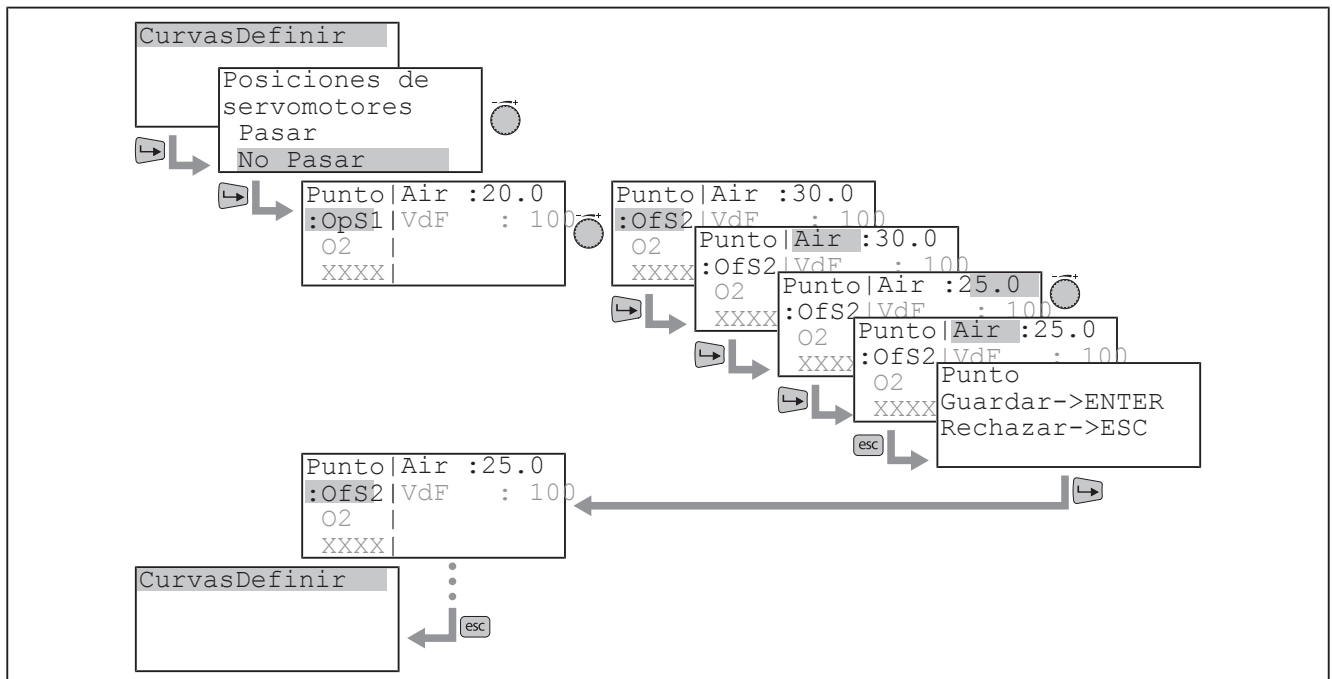 CurvasDefinir
Posiciones de
servomotores
Pasar
No Pasar
Punto|Air :20.0
:OpS1|VdF : 100
O2 |
XXXX|
Punto|Air :30.0
:OfS2|VdF : 100
O2
XXXX
Punto|Air :30.0
:OfS2|VdF : 100
O2
XXXX
Punto|Air :25.0
:OfS2|VdF : 100
O2
XXXX
Punto|Air :25.0
:OfS2|VdF : 100
O2
XXXX
Punto
Guardar->ENTER
Rechazar->ESC
esc
Punto|Air :25.0
:OfS2|VdF : 100
O2 |
XXXX|
CurvasDefinir
esc